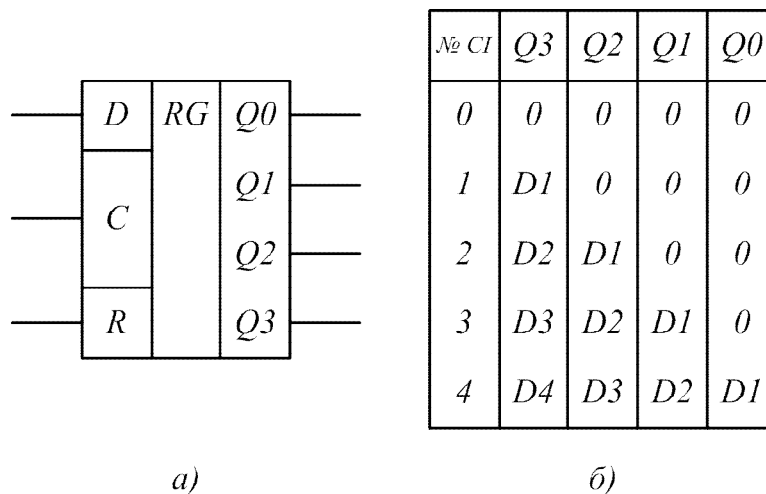 D RG Q0
Q1
C
Q2
R Q3
а)
№ CI Q3 Q2 Q1 Q0
0 0 0 0 0
1 D1 0 0 0
2 D2 D1 0 0
3 D3 D2 D1 0
4 D4 D3 D2 D1
б)